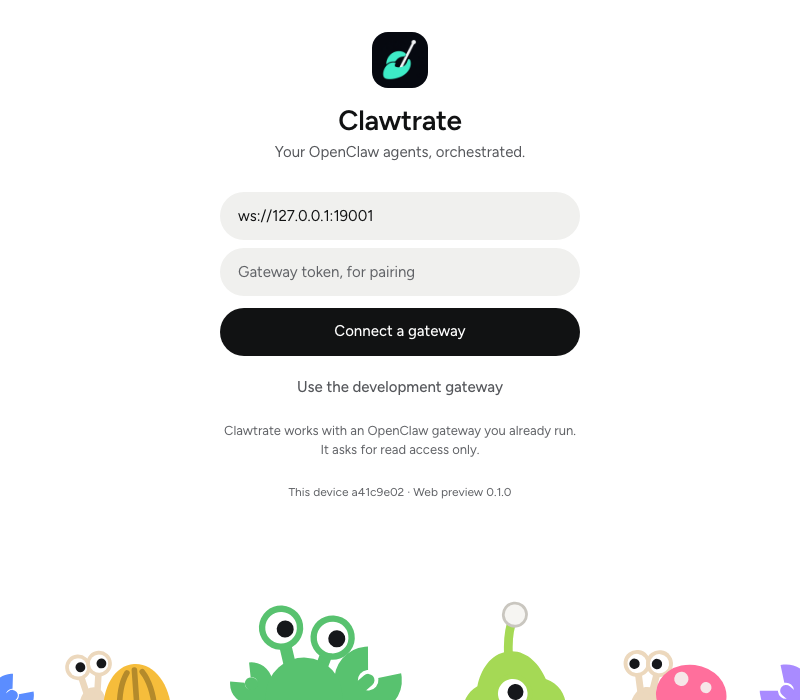 Clawtrate
Your OpenClaw agents, orchestrated.
ws://127.0.0.1:19001
Gateway token, for pairing
Connect a gateway
Use the development gateway
Clawtrate works with an OpenClaw gateway you already run.
It asks for read access only.
This device a41c9e02 · Web preview 0.1.0